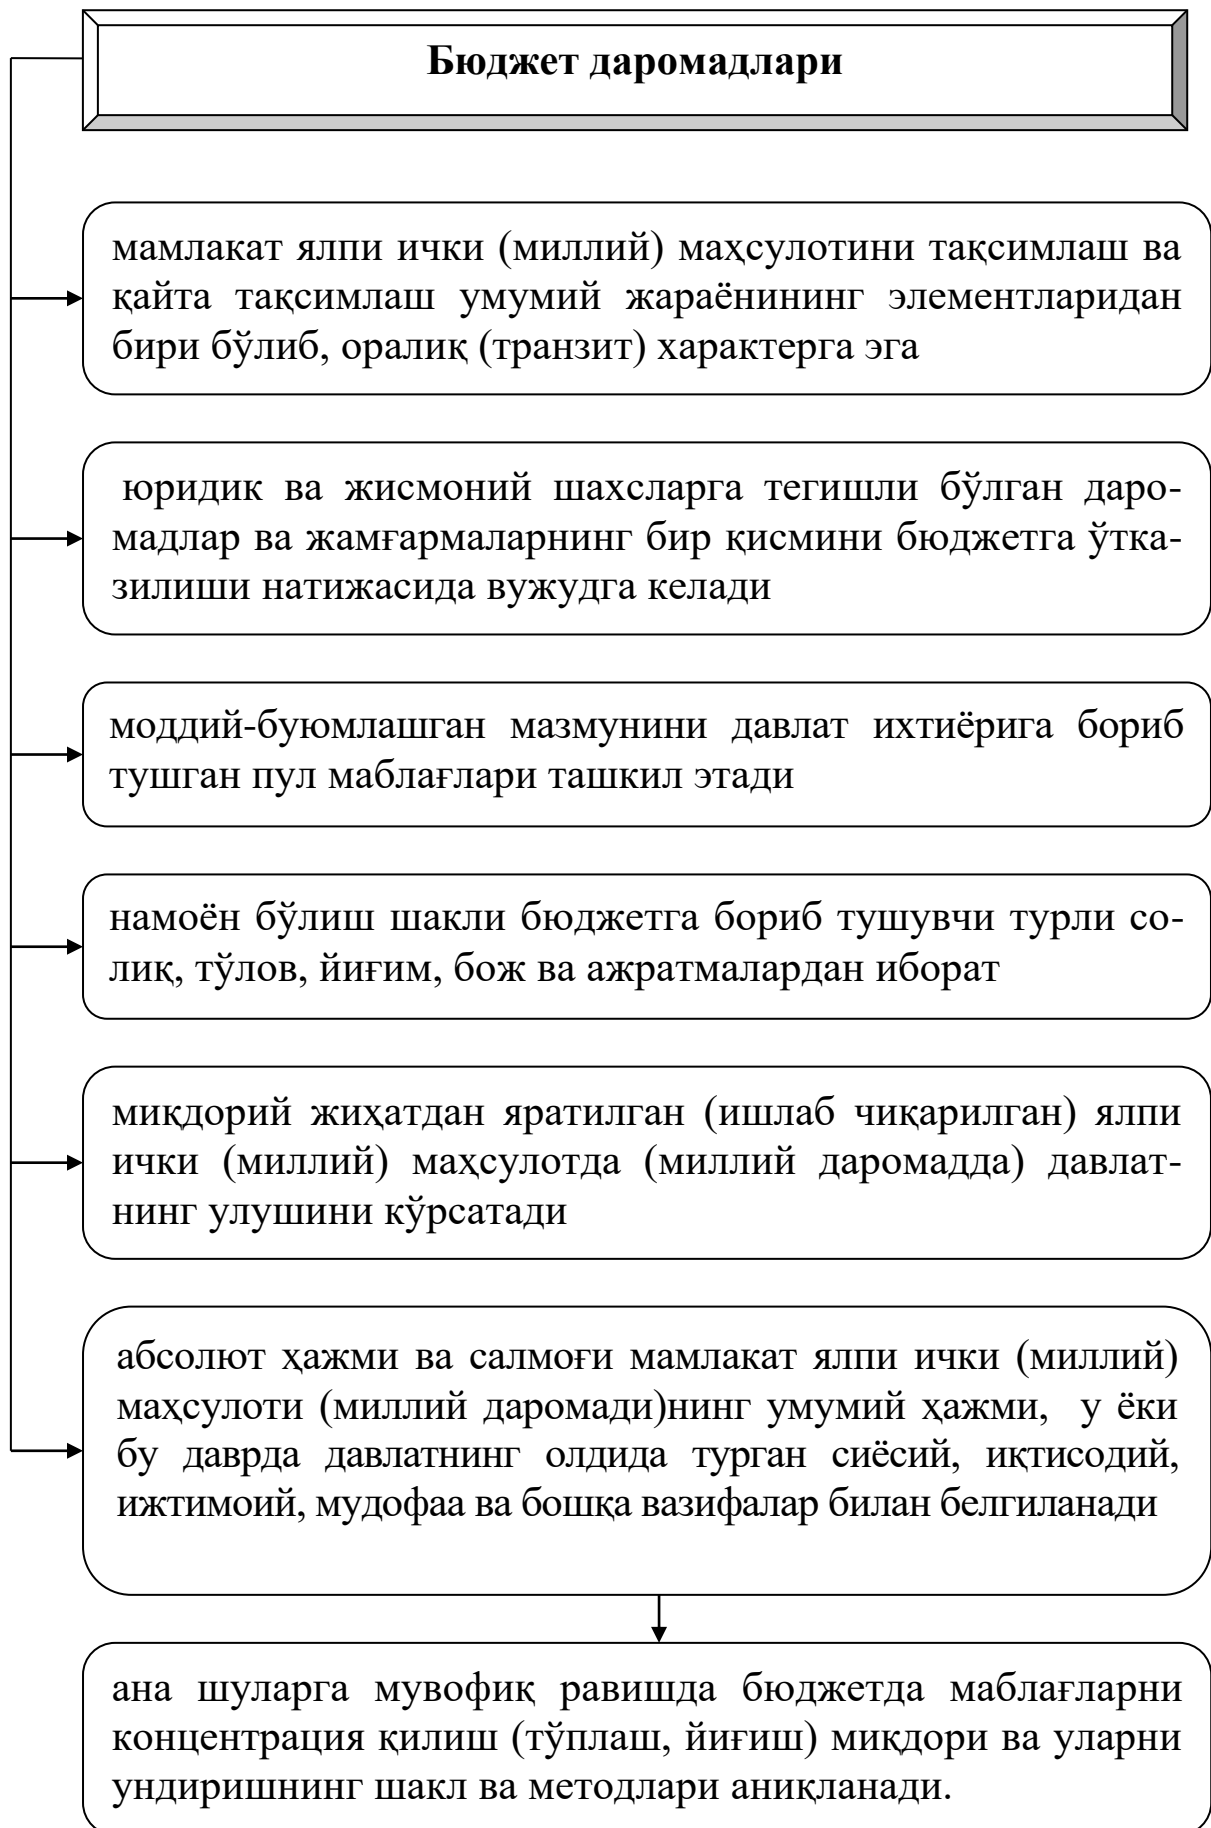 Бюджет даромадлари
мамлакат ялпи ички (миллий) маҳсулотини тақсимлаш ва
қайта тақсимлаш умумий жараёнининг элементларидан
бири бўлиб, оралиқ (транзит) характерга эга
юридик ва жисмоний шахсларга тегишли бўлган даро-
мадлар ва жамғармаларнинг бир қисмини бюджетга ўтка-
зилиши натижасида вужудга келади
моддий-буюмлашган мазмунини давлат ихтиёрига бориб
тушган пул маблағлари ташкил этади
намоён бўлиш шакли бюджетга бориб тушувчи турли со-
лиқ, тўлов, йиғим, бож ва ажратмалардан иборат
миқдорий жиҳатдан яратилган (ишлаб чиқарилган) ялпи
ички (миллий) маҳсулотда (миллий даромадда) давлат-
нинг улушини кўрсатади
абсолют ҳажми ва салмоғи мамлакат ялпи ички (миллий)
маҳсулоти (миллий даромади)нинг умумий ҳажми, у ёки
бу даврда давлатнинг олдида турган сиёсий, иқтисодий,
ижтимоий, мудофаа ва бошқа вазифалар билан белгиланади
ана шуларга мувофиқ равишда бюджетда маблағларни
концентрация қилиш (тўплаш, йиғиш) миқдори ва уларни
ундиришнинг шакл ва методлари аниқланади.